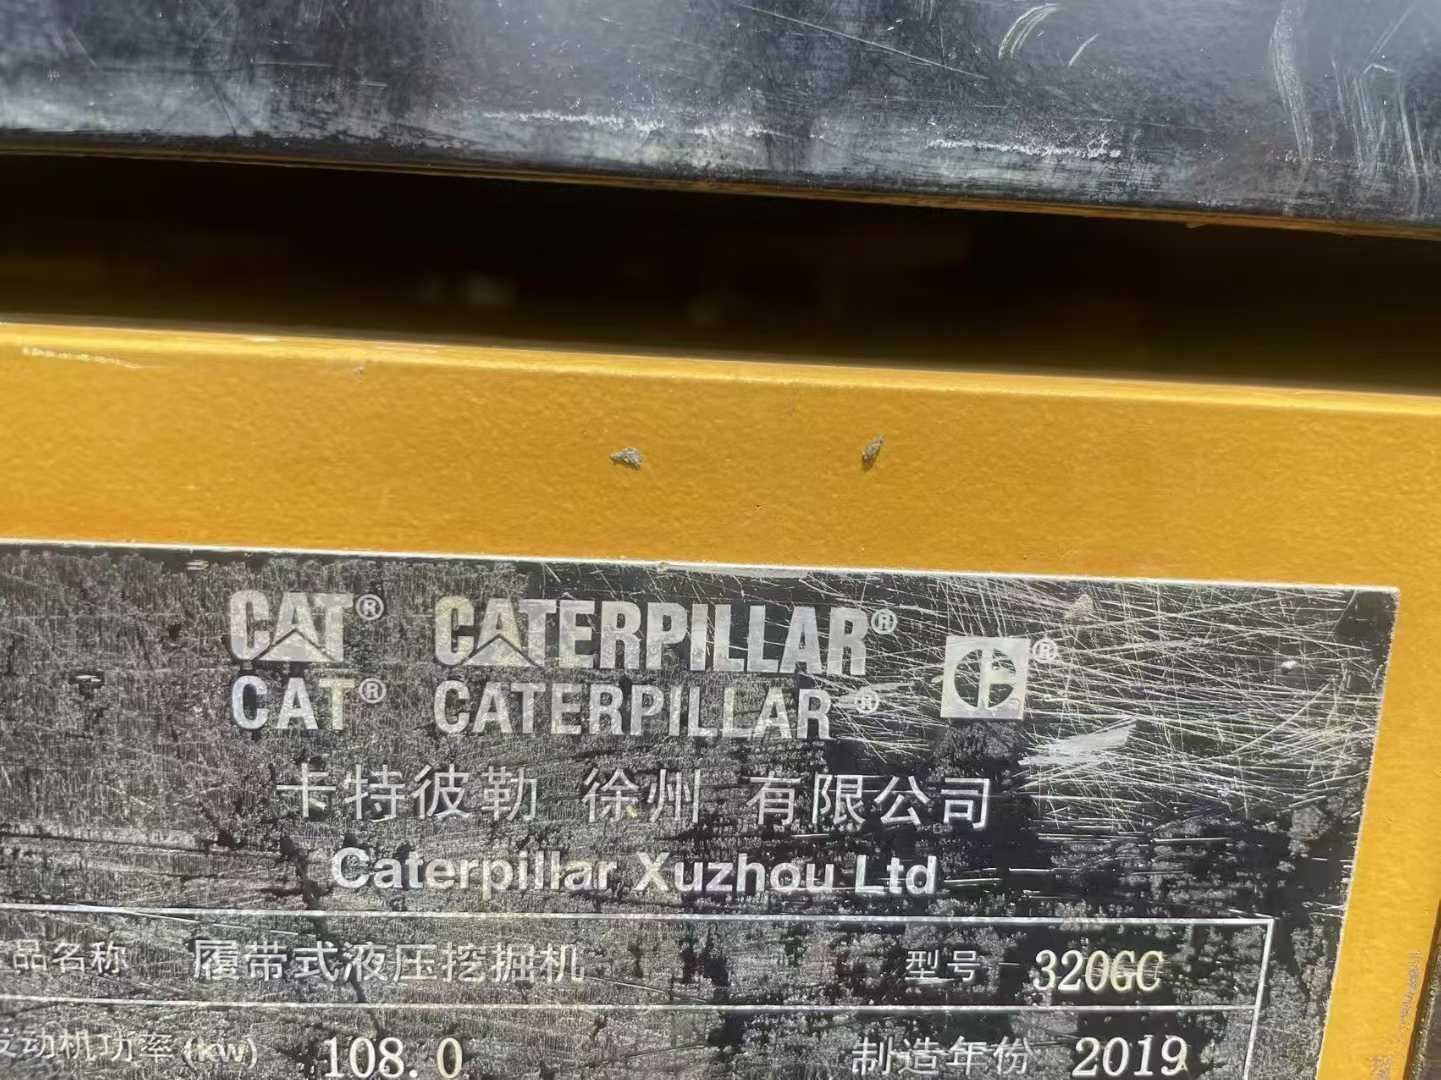 CAT® CATERPILLAR® ®
CAT® CATERPILLAR®
卡特彼勒 徐州 有限公司
Caterpillar Xuzhou Ltd
品名称 履带式液压挖掘机 型号 320GC
发动机功率(kw) 108.0 制造年份 2019